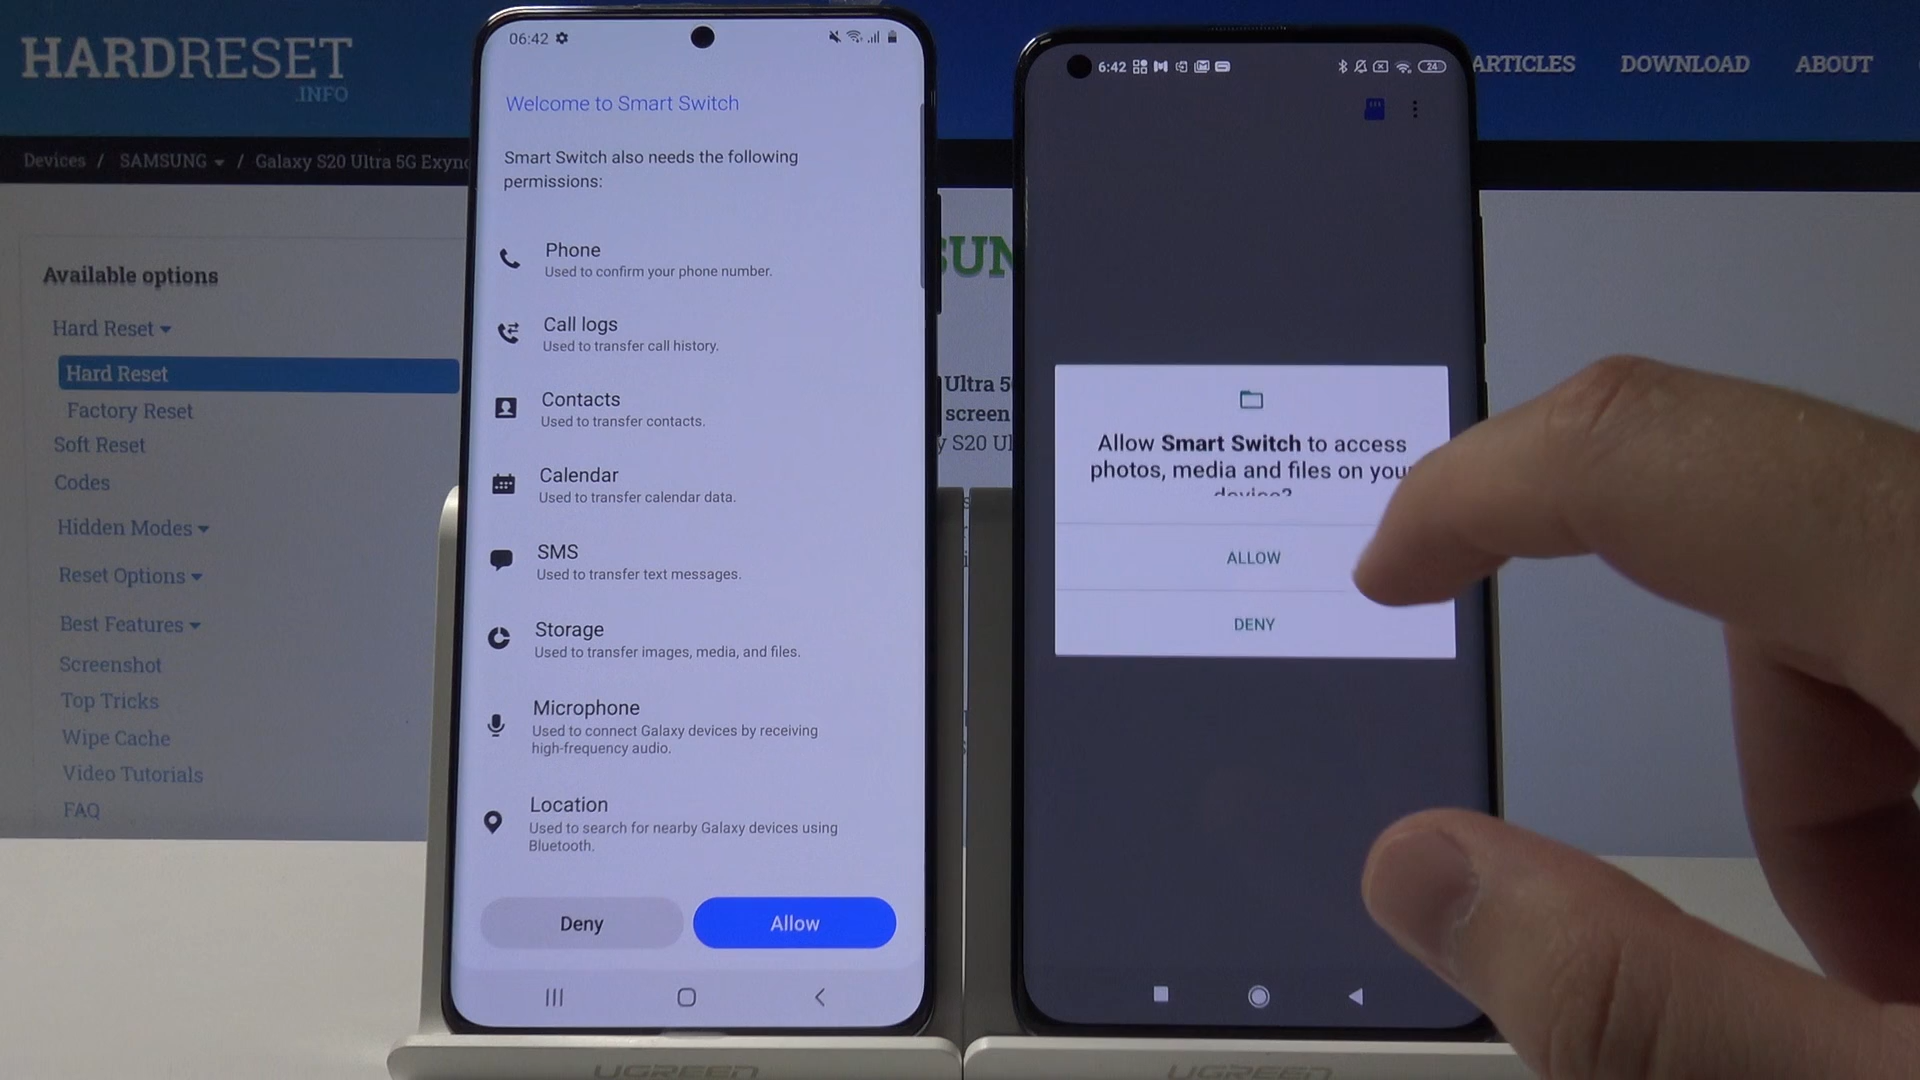 HARDRESET
.INFO
ARTICLES DOWNLOAD ABOUT
Devices / SAMSUNG / Galaxy S20 Ultra 5G
Available options
Hard Reset
Hard Reset
Factory Reset
Soft Reset
Codes
Hidden Modes
Reset Options
Best Features
Screenshot
Top Tricks
Wipe Cache
Video Tutorials
FAQ
06:42
Welcome to Smart Switch
Smart Switch also needs the following
permissions:
Phone
Used to confirm your phone number.
Call logs
Used to transfer call history.
Contacts
Used to transfer contacts.
Calendar
Used to transfer calendar data.
SMS
Used to transfer text messages.
Storage
Used to transfer images, media, and files.
Microphone
Used to connect Galaxy devices by receiving
high-frequency audio.
Location
Used to search for nearby Galaxy devices using
Bluetooth.
Deny Allow
Ultra
screen
S20
6:42 24
Allow Smart Switch to access
photos, media and files on your
device?
ALLOW
DENY
UGREEN UGREEN